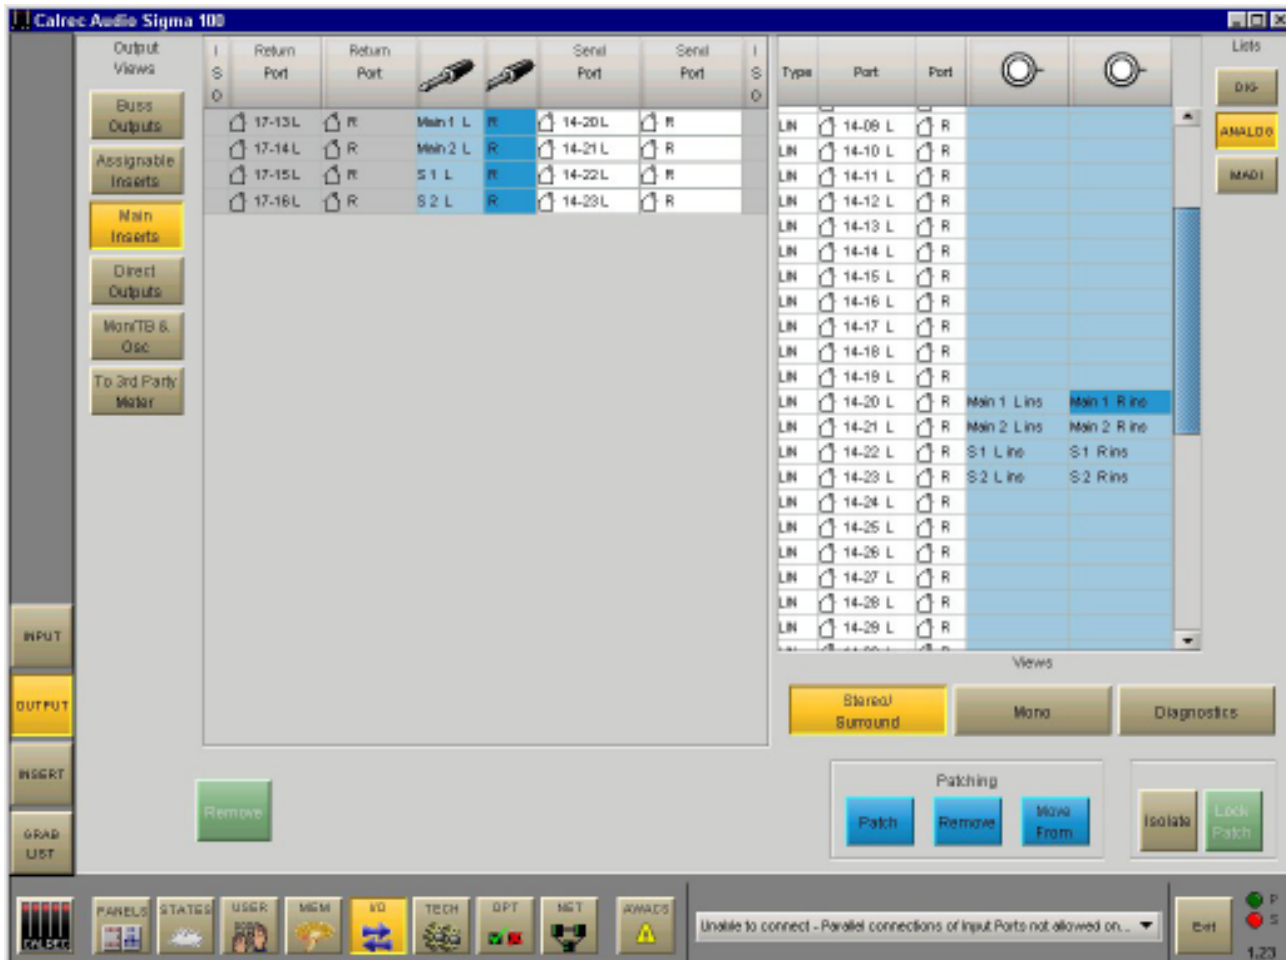 Calrec Audio Sigma 100
Output
Views
Buss
Outputs
Assignable
Inserts
Main
Inserts
Direct
Outputs
Mon/TB &
Osc
To 3rd Party
Meter
I
S
O
Return
Port
Return
Port
Send
Port
Send
Port
I
S
O
17-13L R Main 1 L R 14-20L R
17-14L R Main 2 L R 14-21L R
17-15L R S 1 L R 14-22L R
17-16L R S 2 L R 14-23L R
Type Port Port
LIN 14-09 L R
LIN 14-10 L R
LIN 14-11 L R
LIN 14-12 L R
LIN 14-13 L R
LIN 14-14 L R
LIN 14-15 L R
LIN 14-16 L R
LIN 14-17 L R
LIN 14-18 L R
LIN 14-19 L R
LIN 14-20 L R Main 1 L ins Main 1 R ins
LIN 14-21 L R Main 2 L ins Main 2 R ins
LIN 14-22 L R S 1 L ins S 1 R ins
LIN 14-23 L R S 2 L ins S 2 R ins
LIN 14-24 L R
LIN 14-25 L R
LIN 14-26 L R
LIN 14-27 L R
LIN 14-28 L R
LIN 14-29 L R
Lists
DIG
ANALOG
MADI
Views
Stereo/
Surround
Mono
Diagnostics
INPUT
OUTPUT
INSERT
GRAB
LIST
Remove
Patching
Patch
Remove
Move
From
Isolate
Lock
Patch
CALREC
PANELS
STATES
USER
MEM
I/O
TECH
OPT
NET
AWACS
Unable to connect - Parallel connections of Input Ports not allowed on...
Exit
P
S
1.23